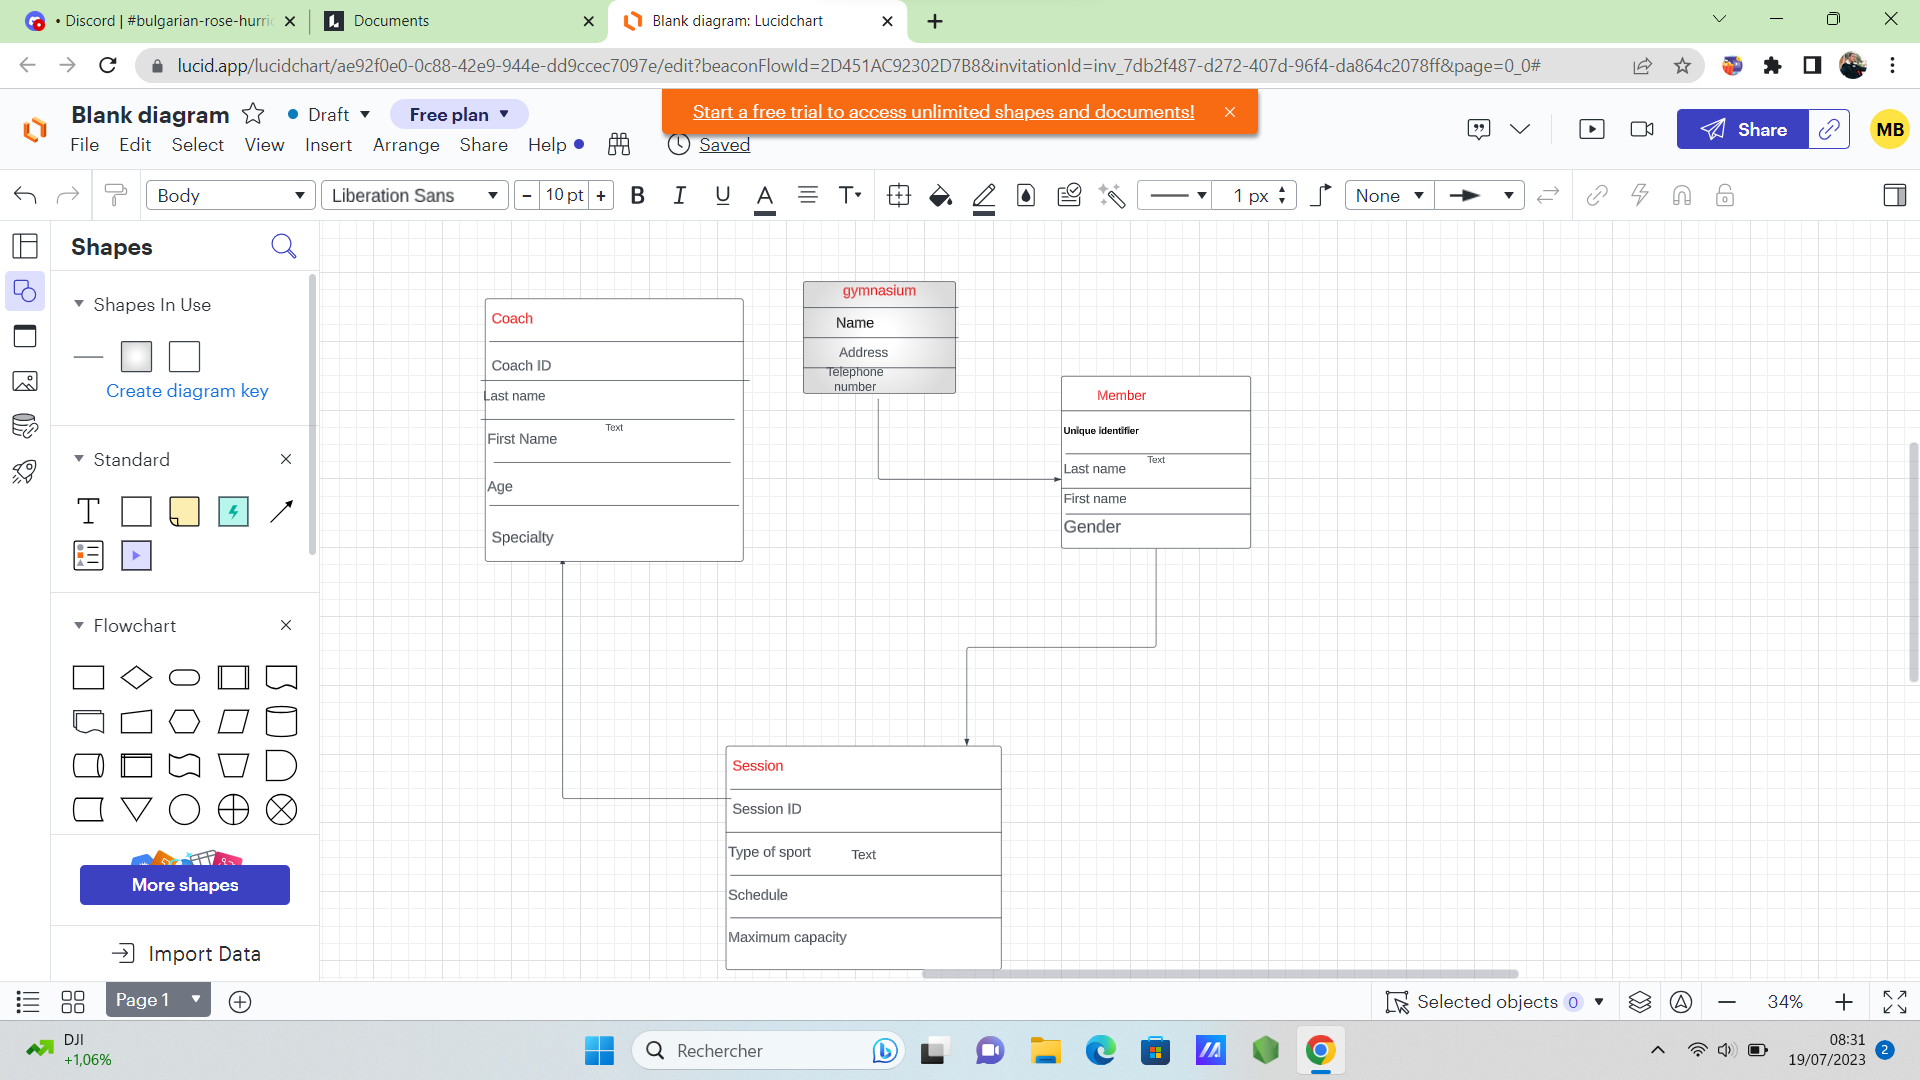 • Discord | #bulgarian-rose-hurri
Documents
Blank diagram: Lucidchart
lucid.app/lucidchart/ae92f0e0-0c88-42e9-944e-dd9ccec7097e/edit?beaconFlowId=2D451AC92302D7B8&invitationId=inv_7db2f487-d272-407d-96f4-da864c2078ff&page=0_0#
Blank diagram
Draft
Free plan
Start a free trial to access unlimited shapes and documents!
File Edit Select View Insert Arrange Share Help
Saved
Share
MB
Body
Liberation Sans
- 10 pt +
B I U A T
1 px
None
Shapes
Shapes In Use
Create diagram key
Standard
T
Flowchart
More shapes
Import Data
Coach
Coach ID
Last name
Text
First Name
Age
Specialty
gymnasium
Name
Address
Telephone
number
Member
Unique identifier
Text
Last name
First name
Gender
Session
Session ID
Type of sport
Text
Schedule
Maximum capacity
Page 1
Selected objects 0
34%
DJI
+1,06%
Rechercher
08:31
19/07/2023
2